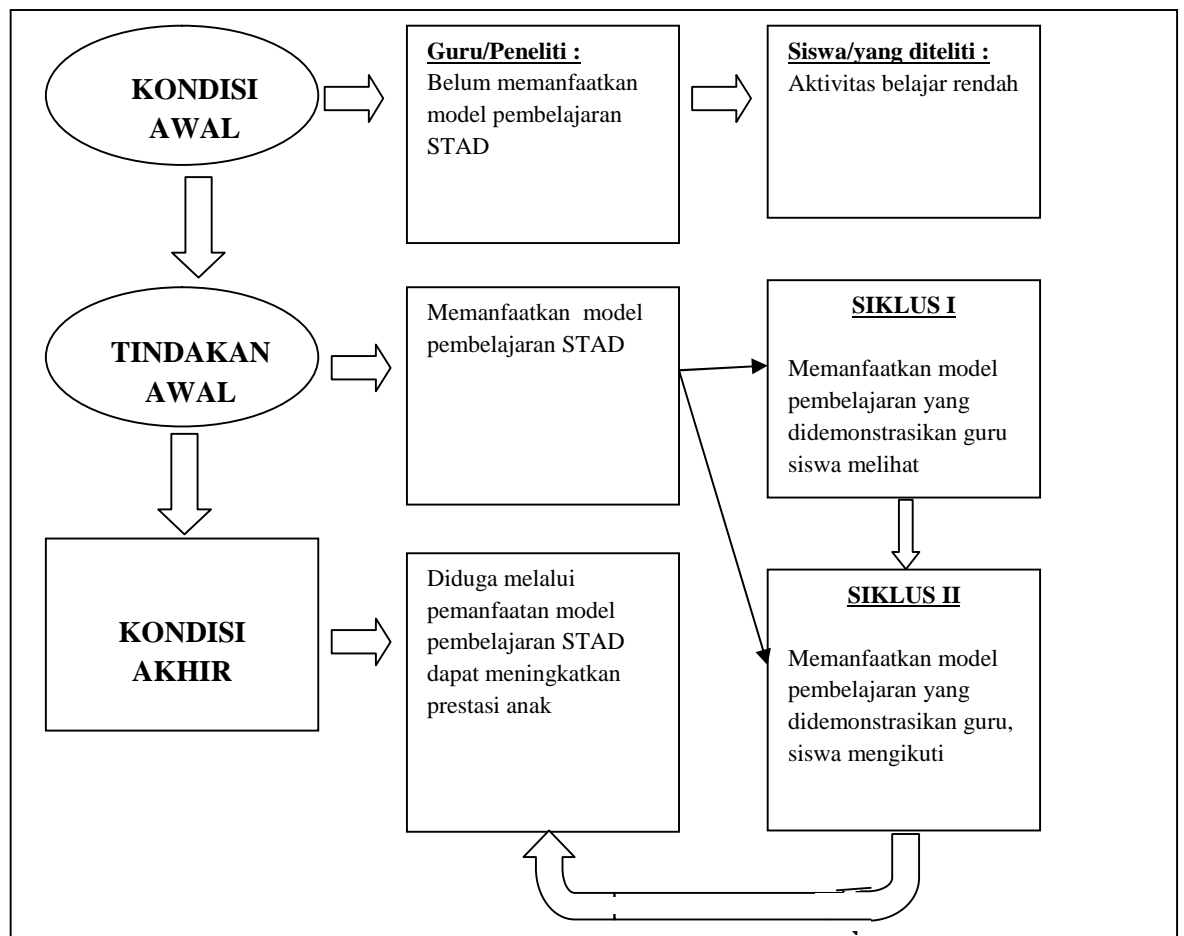 KONDISI
AWAL
Guru/Peneliti :
Belum memanfaatkan
model pembelajaran
STAD
Siswa/yang diteliti :
Aktivitas belajar rendah
TINDAKAN
AWAL
Memanfaatkan model
pembelajaran STAD
SIKLUS I
Memanfaatkan model
pembelajaran yang
didemonstrasikan guru
siswa melihat
KONDISI
AKHIR
Diduga melalui
pemanfaatan model
pembelajaran STAD
dapat meningkatkan
prestasi anak
SIKLUS II
Memanfaatkan model
pembelajaran yang
didemonstrasikan guru,
siswa mengikuti